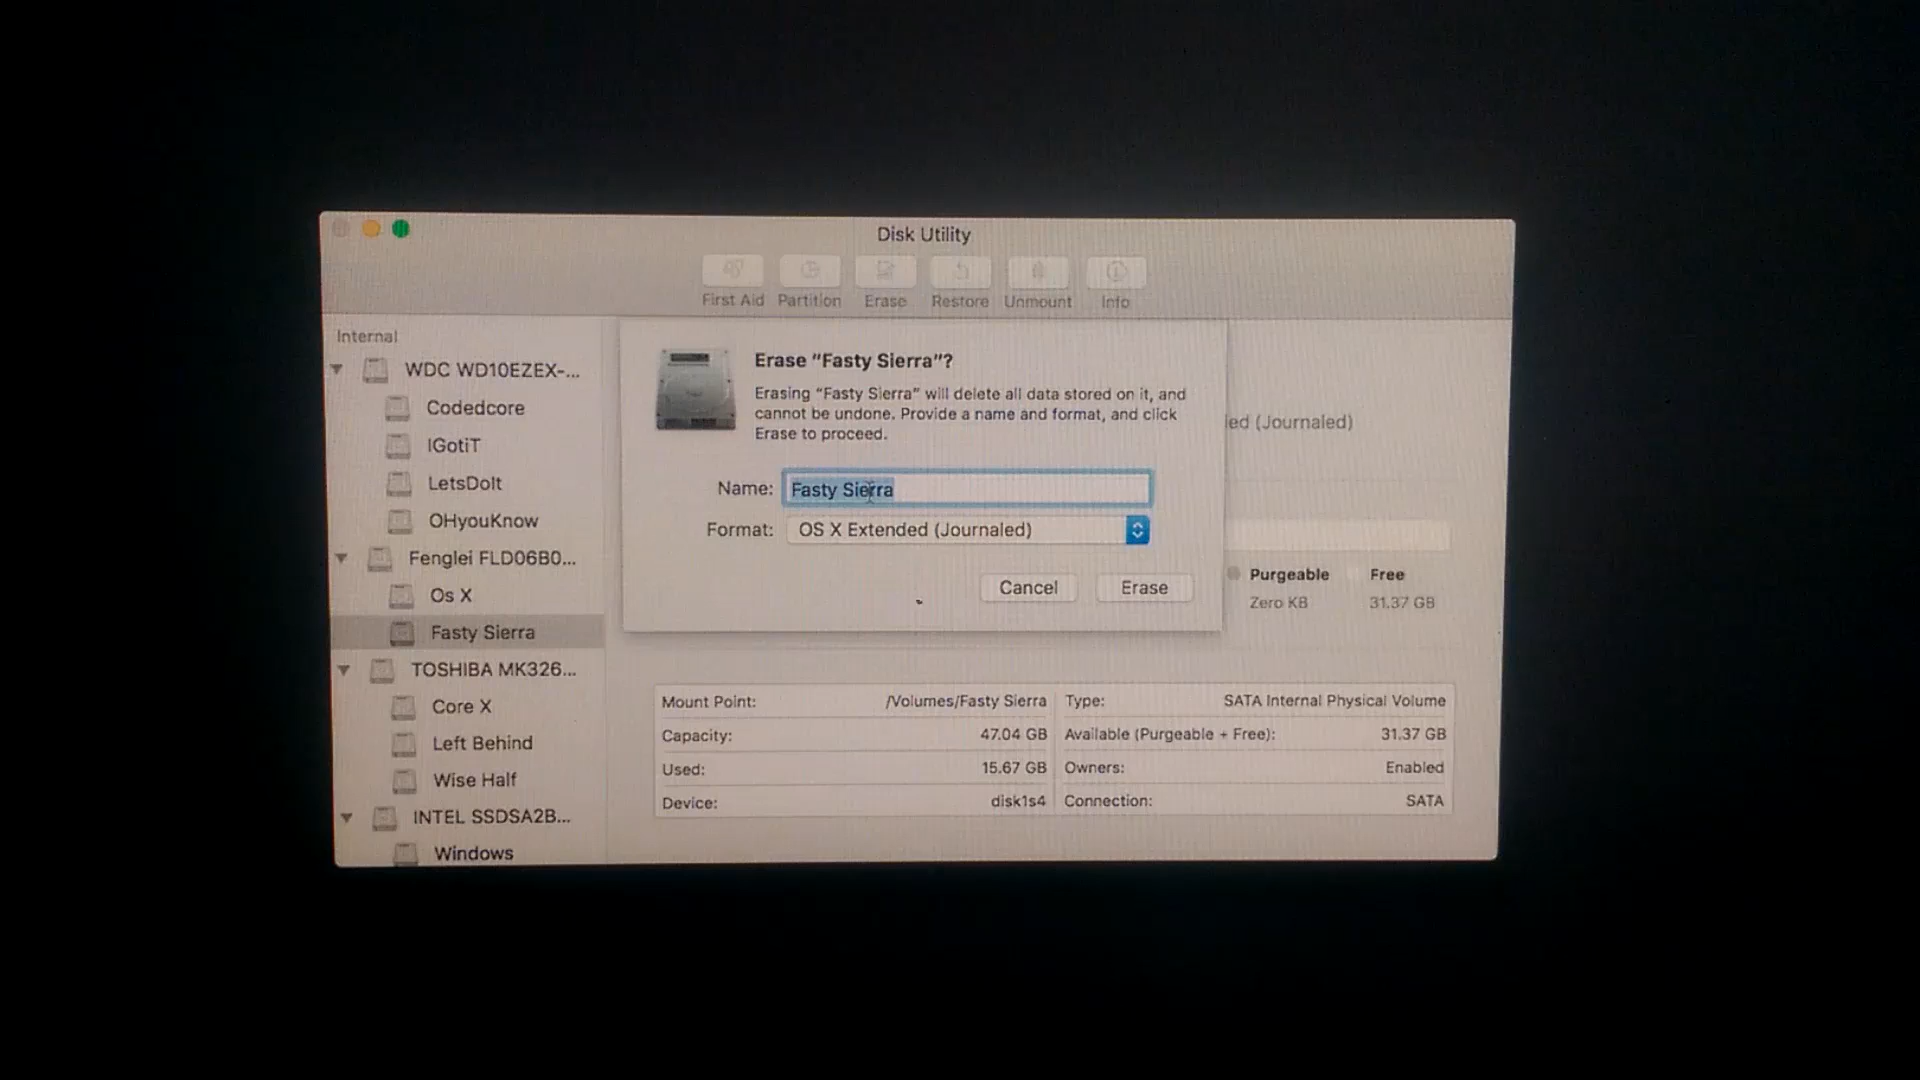 Disk Utility
First Aid Partition Erase Restore Unmount Info
Internal
WDC WD10EZEX-...
Codedcore
IGotiT
LetsDoIt
OHyouKnow
Fenglei FLD06B0...
Os X
Fasty Sierra
TOSHIBA MK326...
Core X
Left Behind
Wise Half
INTEL SSDSA2B...
Windows
Erase “Fasty Sierra”?
Erasing “Fasty Sierra” will delete all data stored on it, and
cannot be undone. Provide a name and format, and click
Erase to proceed.
Name: Fasty Sierra
Format: OS X Extended (Journaled)
Cancel Erase
ed (Journaled)
Purgeable Free
Zero KB 31.37 GB
Mount Point: /Volumes/Fasty Sierra Type: SATA Internal Physical Volume
Capacity: 47.04 GB Available (Purgeable + Free): 31.37 GB
Used: 15.67 GB Owners: Enabled
Device: disk1s4 Connection: SATA